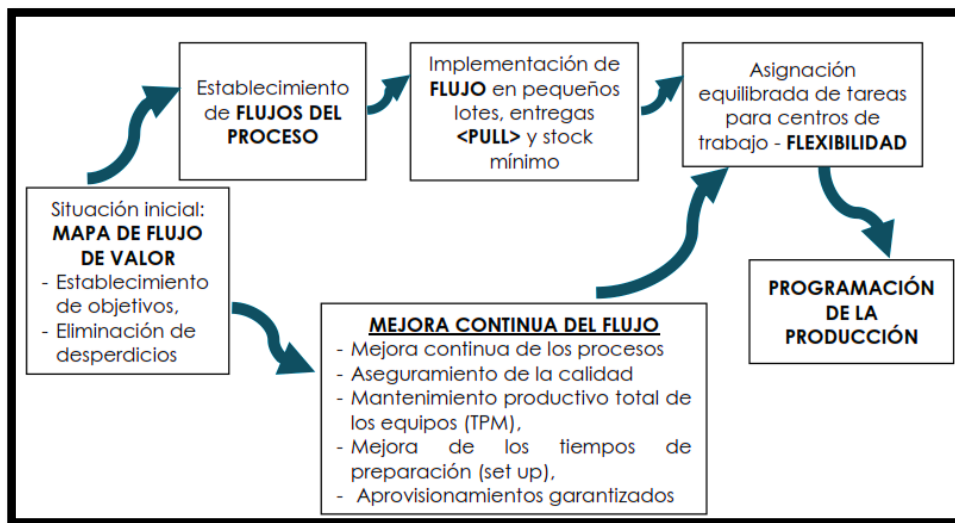 Establecimiento
de FLUJOS DEL
PROCESO
Implementación de
FLUJO en pequeños
lotes, entregas
<PULL> y stock
mínimo
Asignación
equilibrada de tareas
para centros de
trabajo - FLEXIBILIDAD
Situación inicial:
MAPA DE FLUJO
DE VALOR
- Establecimiento
de objetivos,
- Eliminación de
desperdicios
MEJORA CONTINUA DEL FLUJO
- Mejora continua de los procesos
- Aseguramiento de la calidad
- Mantenimiento productivo total de
los equipos (TPM),
- Mejora de los tiempos de
preparación (set up),
- Aprovisionamientos garantizados
PROGRAMACIÓN
DE LA
PRODUCCIÓN